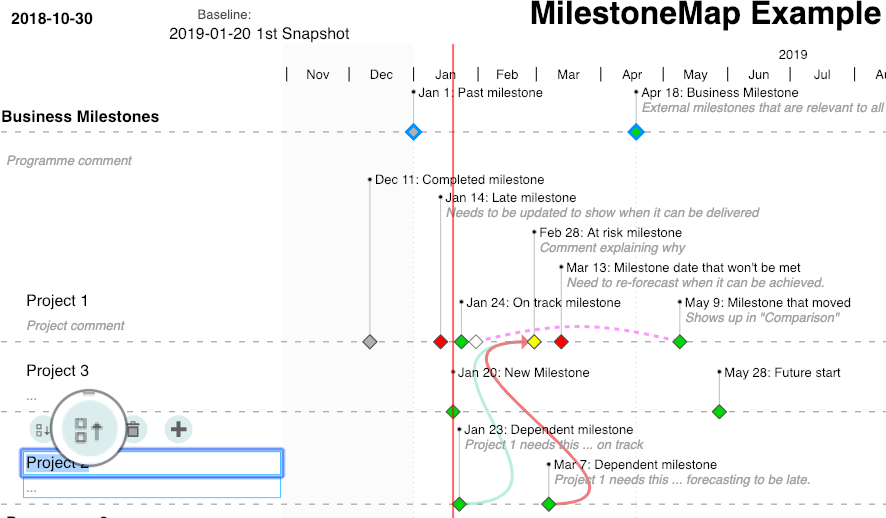 2018-10-30
Baseline:
2019-01-20 1st Snapshot
MilestoneMap Example
2019
Nov Dec Jan Feb Mar Apr May Jun Jul
Jan 1: Past milestone
Apr 18: Business Milestone
External milestones that are relevant to all
Business Milestones
Programme comment
Dec 11: Completed milestone
Jan 14: Late milestone
Needs to be updated to show when it can be delivered
Feb 28: At risk milestone
Comment explaining why
Mar 13: Milestone date that won't be met
Need to re-forecast when it can be achieved.
Project 1
Jan 24: On track milestone
May 9: Milestone that moved
Shows up in "Comparison"
Project comment
Project 3
Jan 20: New Milestone
May 28: Future start
...
Jan 23: Dependent milestone
Project 1 needs this ... on track
Project 2
Mar 7: Dependent milestone
Project 1 needs this ... forecasting to be late.
...